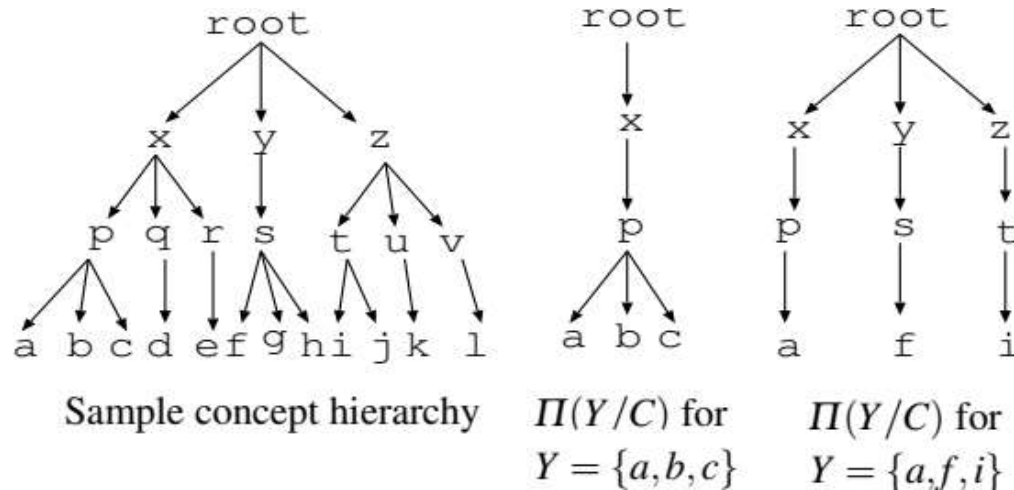 root root root
x y z x x y z
p q r s t u v p p s t
a b c d e f g h i j k l a b c a f i
Sample concept hierarchy Π(Y/C) for Π(Y/C) for
Y = {a,b,c} Y = {a,f,i}